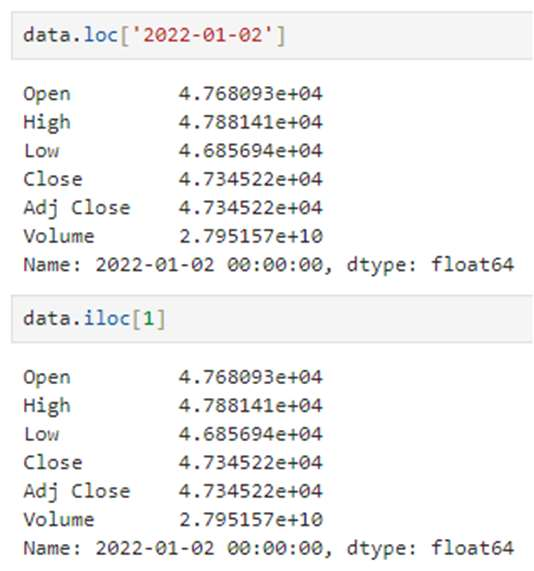 data.loc['2022-01-02']
Open 4.768093e+04
High 4.788141e+04
Low 4.685694e+04
Close 4.734522e+04
Adj Close 4.734522e+04
Volume 2.795157e+10
Name: 2022-01-02 00:00:00, dtype: float64
data.iloc[1]
Open 4.768093e+04
High 4.788141e+04
Low 4.685694e+04
Close 4.734522e+04
Adj Close 4.734522e+04
Volume 2.795157e+10
Name: 2022-01-02 00:00:00, dtype: float64